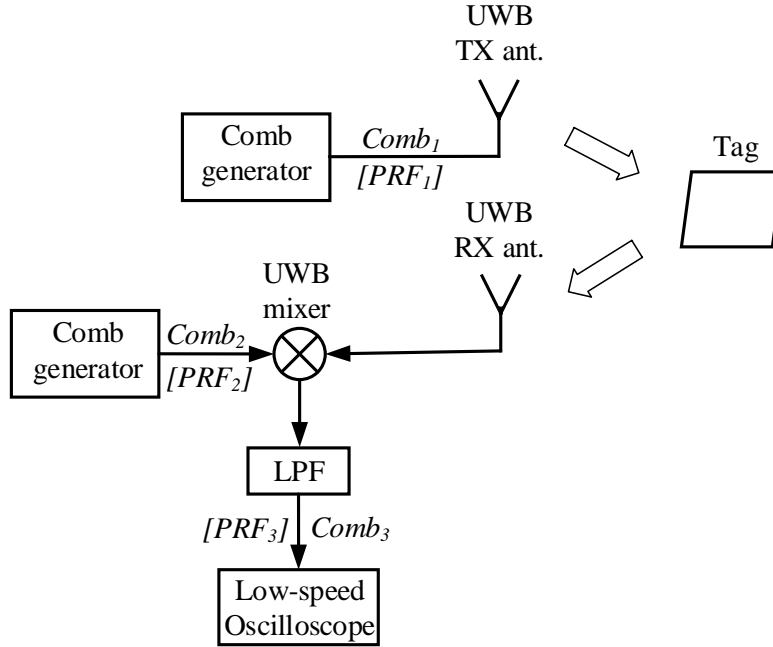 UWB
TX ant.
Comb
generator
Comb₁
[PRF₁]
Tag
UWB
RX ant.
UWB
mixer
Comb
generator
Comb₂
[PRF₂]
LPF
[PRF₃] Comb₃
Low-speed
Oscilloscope